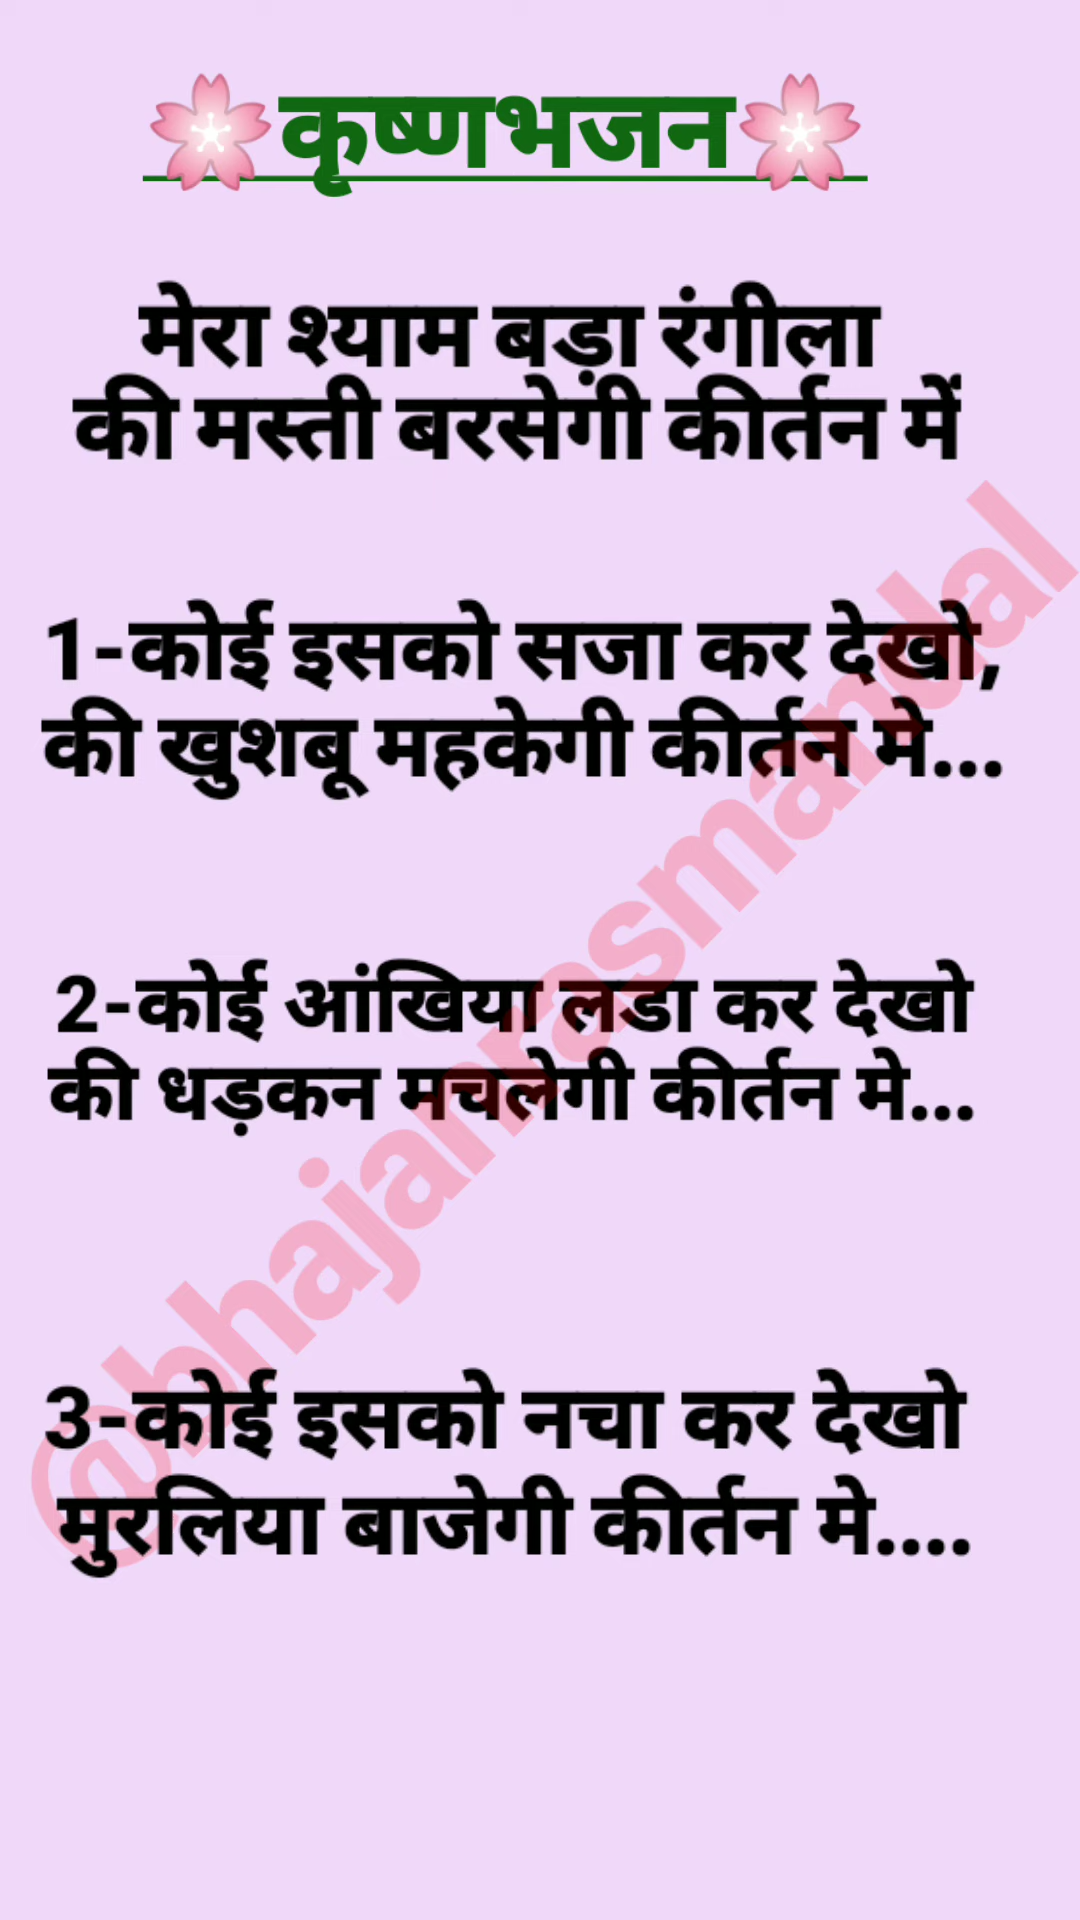 🌸कृष्णभजन🌸
मेरा श्याम बड़ा रंगीला
की मस्ती बरसेगी कीर्तन में
1-कोई इसको सजा कर देखो,
की खुशबू महकेगी कीर्तन मे...
2-कोई आंखिया लडा कर देखो
की धड़कन मचलेगी कीर्तन मे...
3-कोई इसको नचा कर देखो
मुरलिया बाजेगी कीर्तन मे....
@bhajanrasmandal